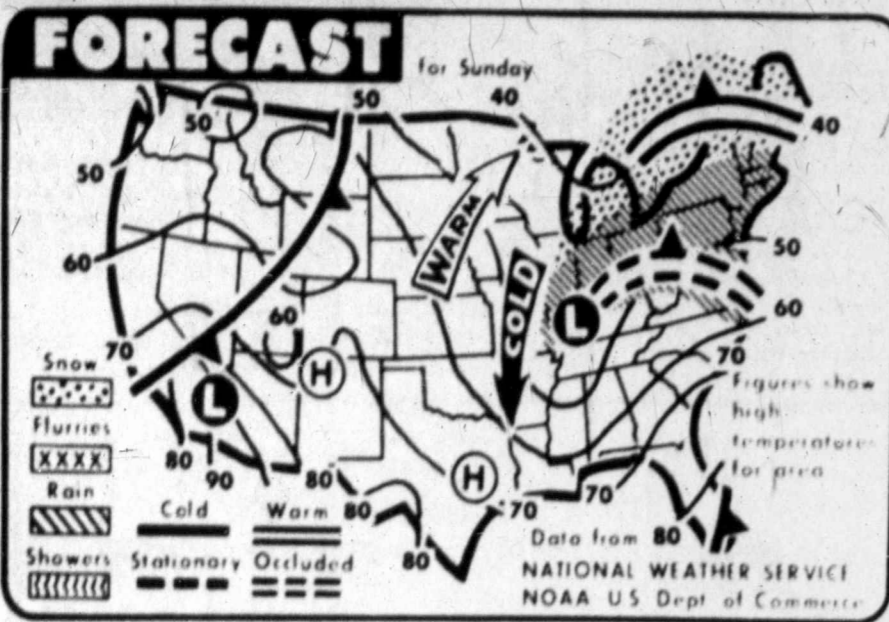 FORECAST
for Sunday
50
50
40
40
50
60
70
WARM
COLD
50
60
70
60
L
H
L
H
80
90
80
80
80
70
70
80
Snow
Flurries
XXXX
Rain
Showers
Cold
Warm
Stationary
Occluded
Figures show
high
temperatures
for area
Data from
NATIONAL WEATHER SERVICE
NOAA U S Dept of Commerce